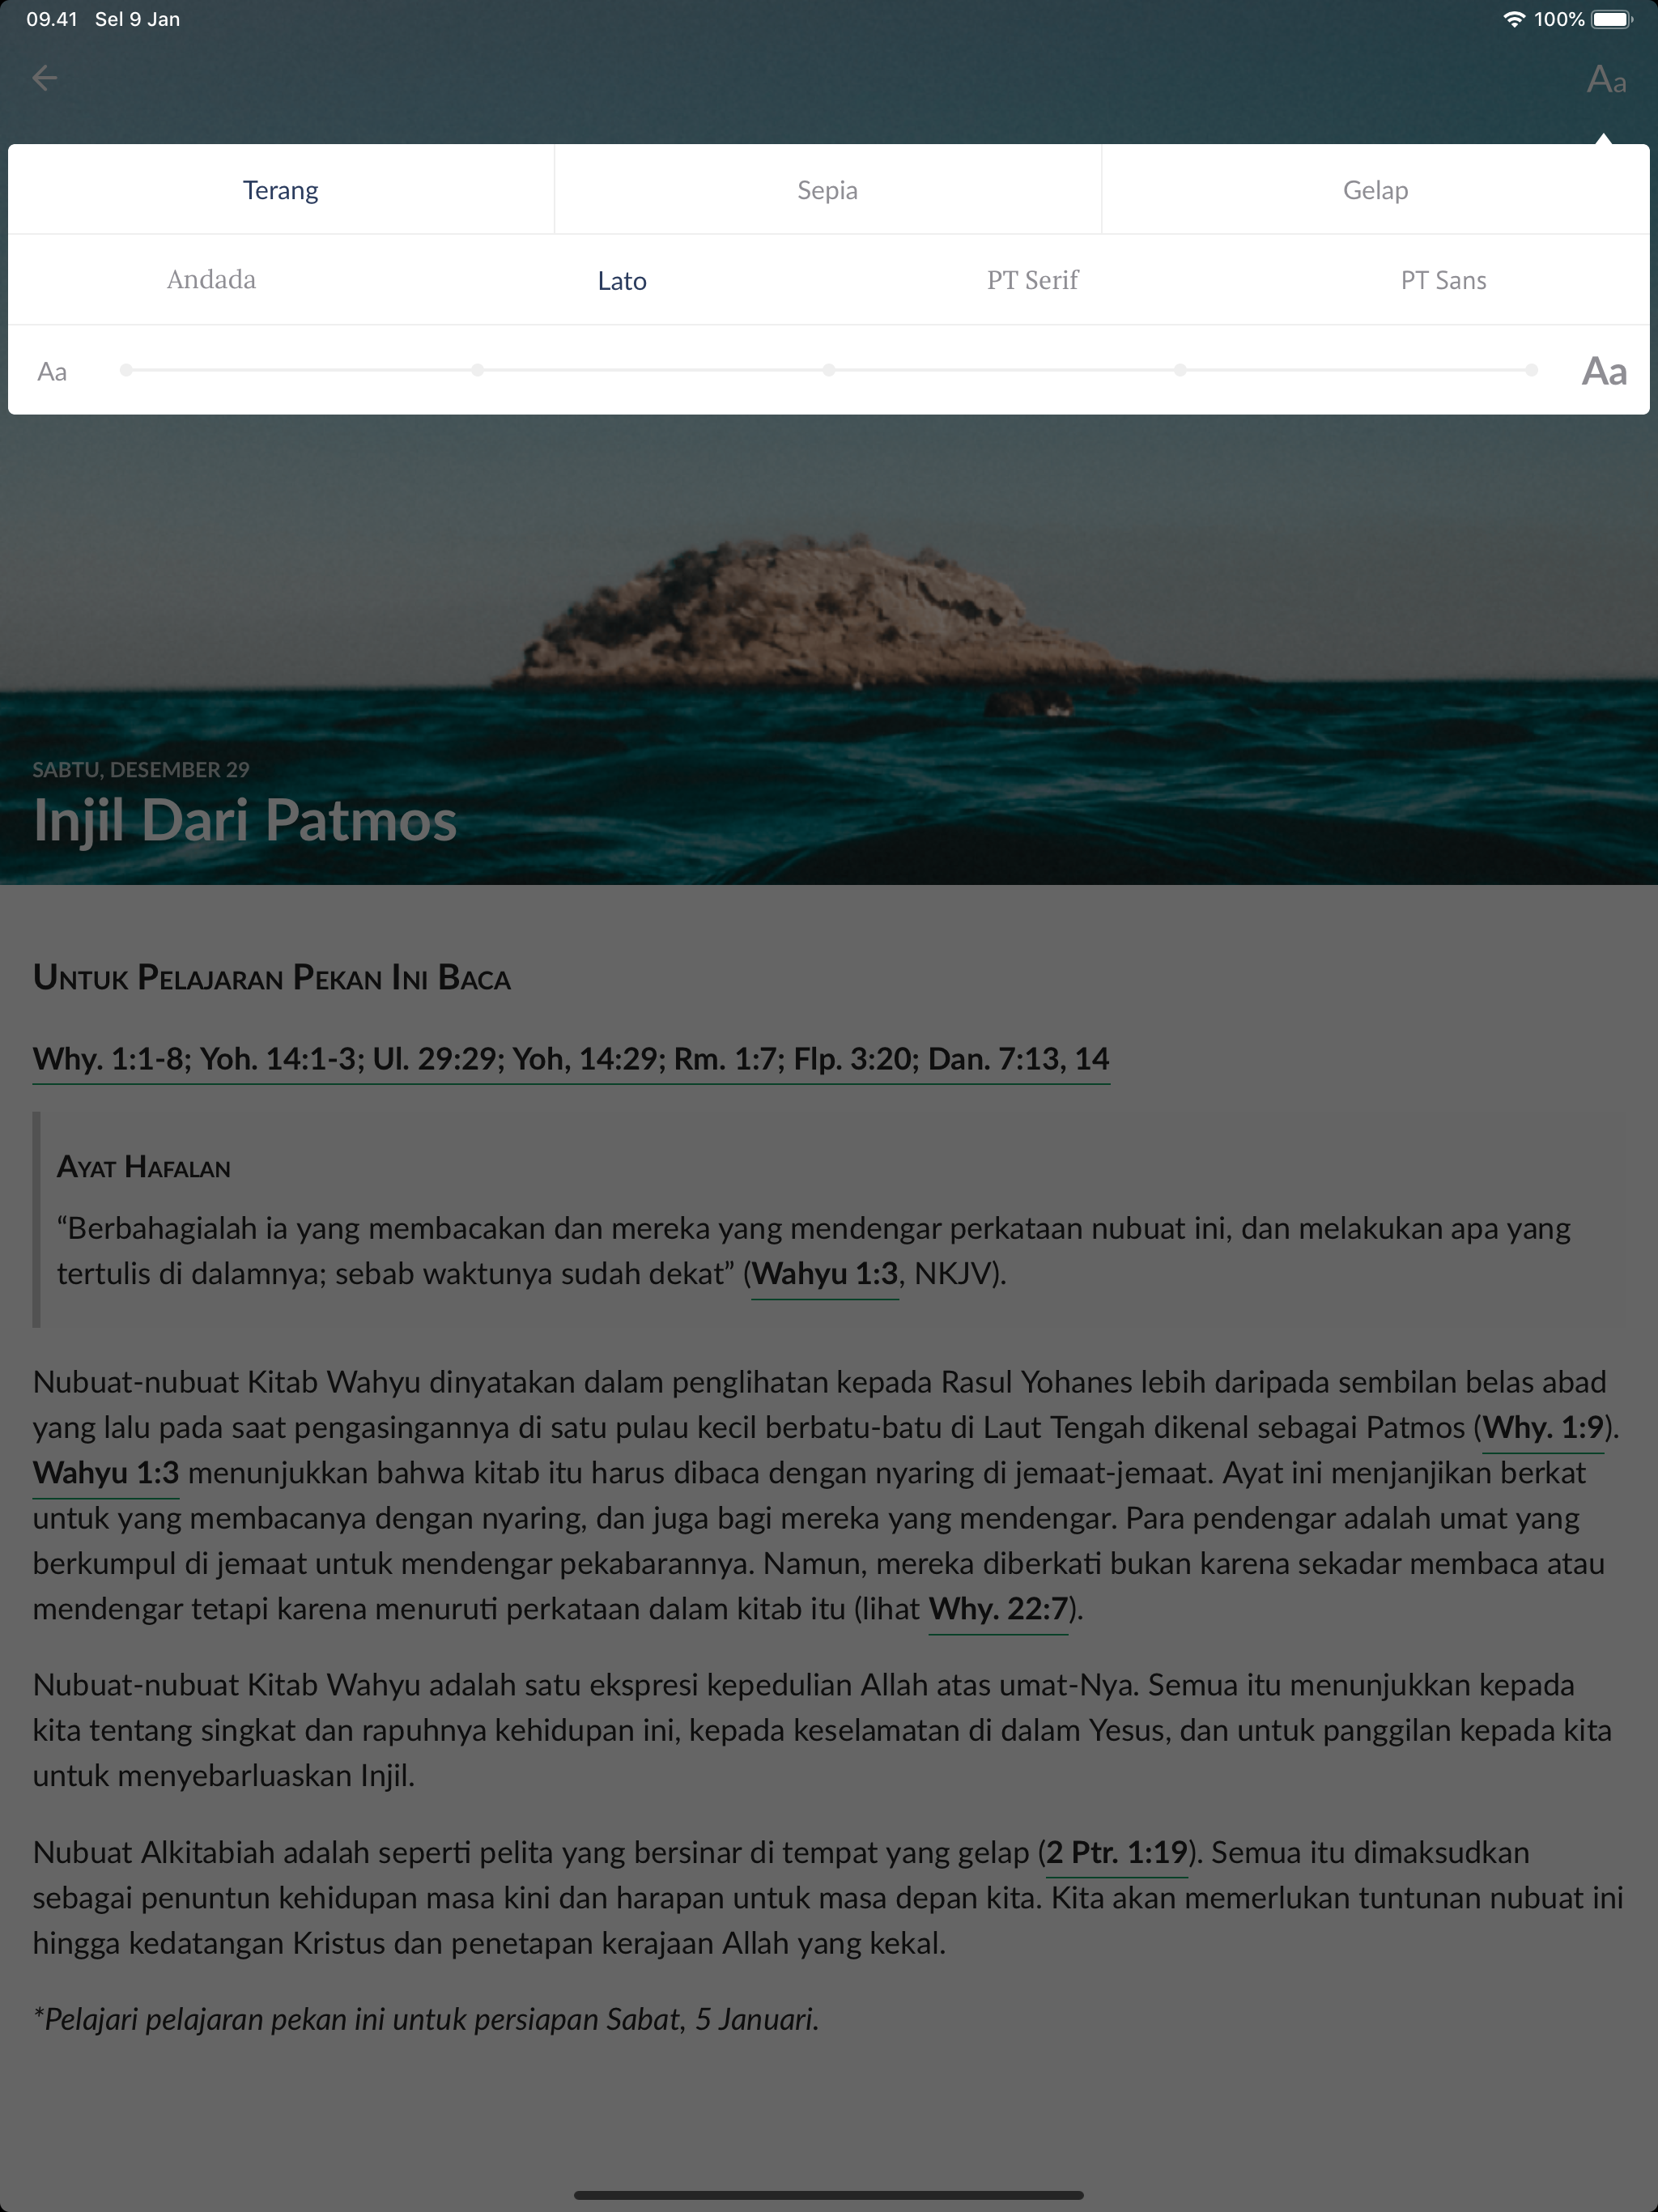 09.41 Sel 9 Jan 100%
Aa
Terang Sepia Gelap
Andada Lato PT Serif PT Sans
Aa Aa
SABTU, DESEMBER 29
Injil Dari Patmos
Untuk Pelajaran Pekan Ini Baca
Why. 1:1-8; Yoh. 14:1-3; Ul. 29:29; Yoh, 14:29; Rm. 1:7; Flp. 3:20; Dan. 7:13, 14
Ayat Hafalan
“Berbahagialah ia yang membacakan dan mereka yang mendengar perkataan nubuat ini, dan melakukan apa yang
tertulis di dalamnya; sebab waktunya sudah dekat” (Wahyu 1:3, NKJV).
Nubuat-nubuat Kitab Wahyu dinyatakan dalam penglihatan kepada Rasul Yohanes lebih daripada sembilan belas abad
yang lalu pada saat pengasingannya di satu pulau kecil berbatu-batu di Laut Tengah dikenal sebagai Patmos (Why. 1:9).
Wahyu 1:3 menunjukkan bahwa kitab itu harus dibaca dengan nyaring di jemaat-jemaat. Ayat ini menjanjikan berkat
untuk yang membacanya dengan nyaring, dan juga bagi mereka yang mendengar. Para pendengar adalah umat yang
berkumpul di jemaat untuk mendengar pekabarannya. Namun, mereka diberkati bukan karena sekadar membaca atau
mendengar tetapi karena menuruti perkataan dalam kitab itu (lihat Why. 22:7).
Nubuat-nubuat Kitab Wahyu adalah satu ekspresi kepedulian Allah atas umat-Nya. Semua itu menunjukkan kepada
kita tentang singkat dan rapuhnya kehidupan ini, kepada keselamatan di dalam Yesus, dan untuk panggilan kepada kita
untuk menyebarluaskan Injil.
Nubuat Alkitabiah adalah seperti pelita yang bersinar di tempat yang gelap (2 Ptr. 1:19). Semua itu dimaksudkan
sebagai penuntun kehidupan masa kini dan harapan untuk masa depan kita. Kita akan memerlukan tuntunan nubuat ini
hingga kedatangan Kristus dan penetapan kerajaan Allah yang kekal.
*Pelajari pelajaran pekan ini untuk persiapan Sabat, 5 Januari.